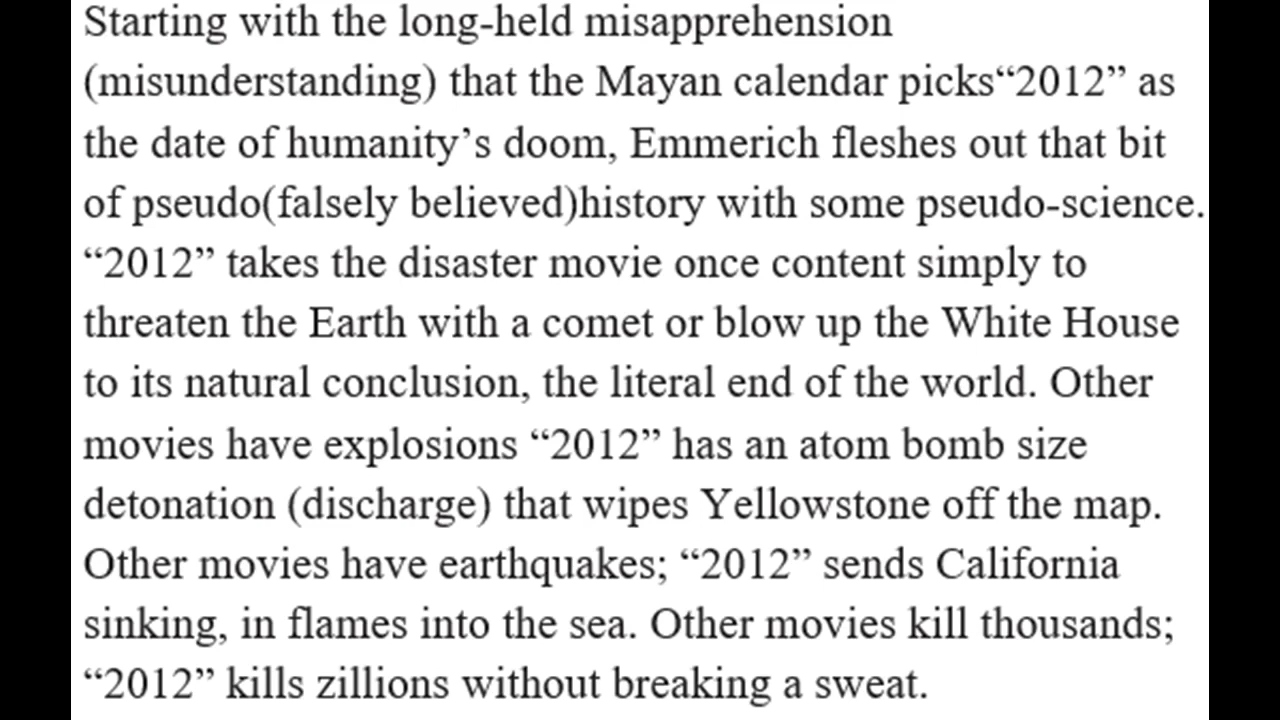 Starting with the long-held misapprehension
(misunderstanding) that the Mayan calendar picks“2012” as
the date of humanity’s doom, Emmerich fleshes out that bit
of pseudo(falsely believed)history with some pseudo-science.
“2012” takes the disaster movie once content simply to
threaten the Earth with a comet or blow up the White House
to its natural conclusion, the literal end of the world. Other
movies have explosions “2012” has an atom bomb size
detonation (discharge) that wipes Yellowstone off the map.
Other movies have earthquakes; “2012” sends California
sinking, in flames into the sea. Other movies kill thousands;
“2012” kills zillions without breaking a sweat.